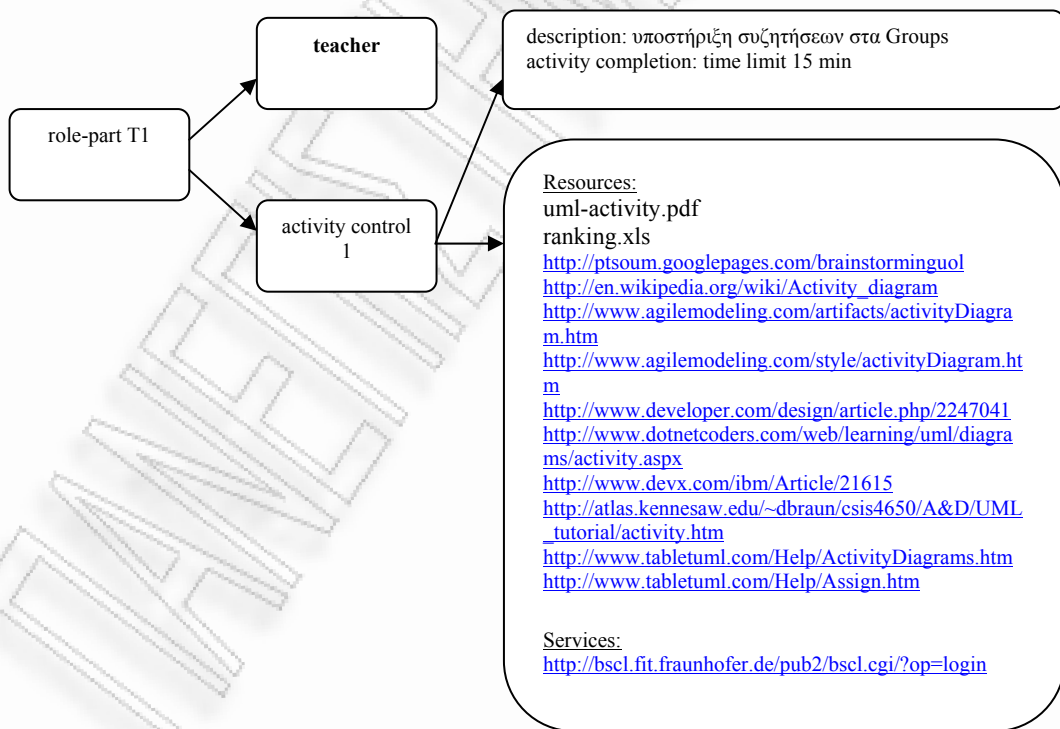 teacher
description: υποστήριξη συζητήσεων στα Groups
activity completion: time limit 15 min
role-part T1
activity control
1
Resources:
uml-activity.pdf
ranking.xls
http://ptsoum.googlepages.com/brainstorminguol
http://en.wikipedia.org/wiki/Activity_diagram
http://www.agilemodeling.com/artifacts/activityDiagra
m.htm
http://www.agilemodeling.com/style/activityDiagram.ht
m
http://www.developer.com/design/article.php/2247041
http://www.dotnetcoders.com/web/learning/uml/diagra
ms/activity.aspx
http://www.devx.com/ibm/Article/21615
http://atlas.kennesaw.edu/~dbraun/csis4650/A&D/UML
_tutorial/activity.htm
http://www.tabletuml.com/Help/ActivityDiagrams.htm
http://www.tabletuml.com/Help/Assign.htm
Services:
http://bscl.fit.fraunhofer.de/pub2/bscl.cgi/?op=login